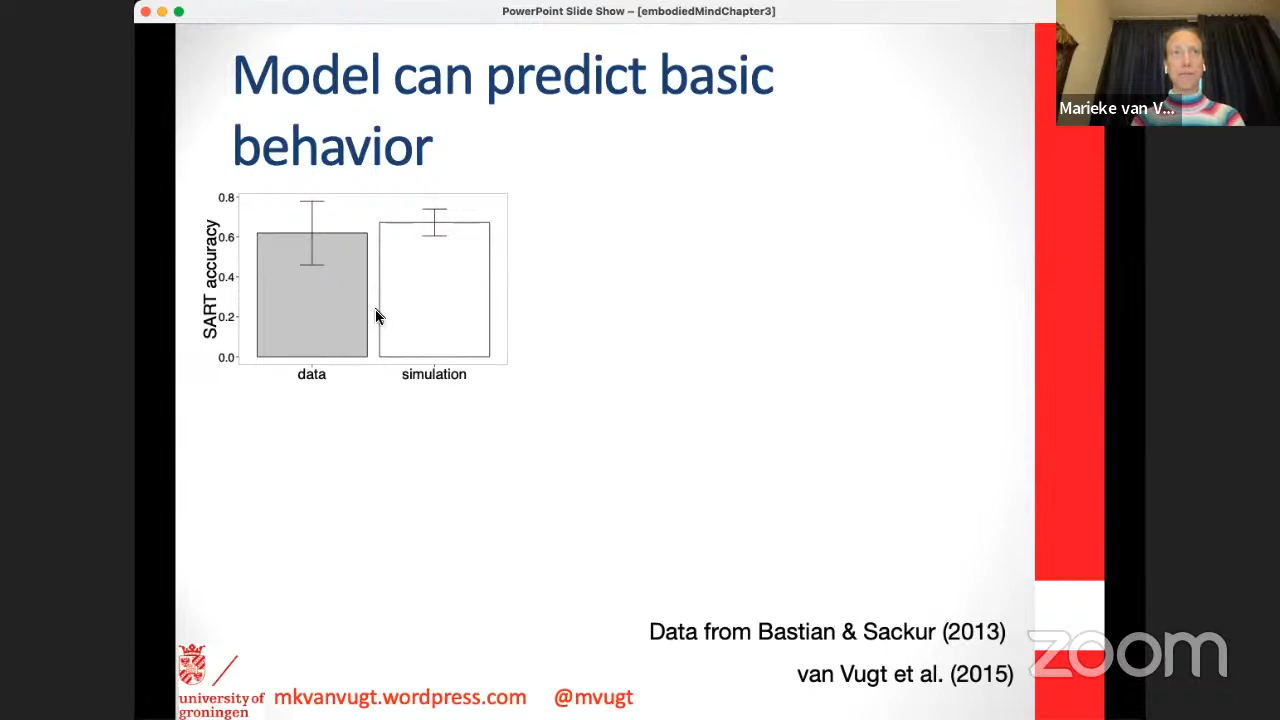 PowerPoint Slide Show – [embodiedMindChapter3]
Marieke van V...
Model can predict basic
behavior
SART accuracy
0.8
0.6
0.4
0.2
0.0
data
simulation
Data from Bastian & Sackur (2013)
van Vugt et al. (2015)
university of
groningen
mkvanvugt.wordpress.com
@mvugt
zoom